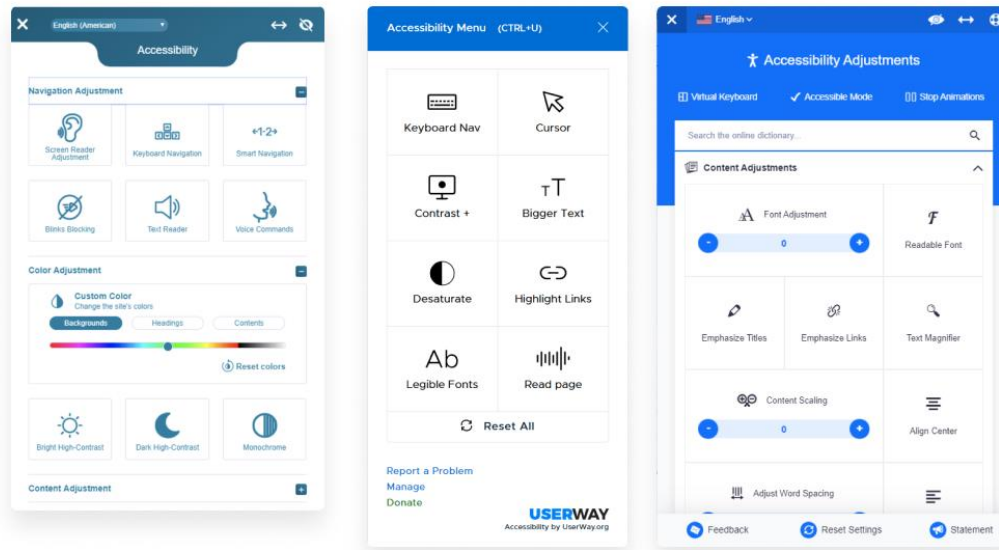 English (American)
Accessibility
Navigation Adjustment
Screen Reader
Adjustment
Keyboard Navigation
1-2
Smart Navigation
Blinks Blocking
Text Reader
Voice Commands
Color Adjustment
Custom Color
Change the site's colors
Backgrounds
Headings
Contents
Reset colors
Bright High-Contrast
Dark High-Contrast
Monochrome
Content Adjustment
Accessibility Menu (CTRL+U)
Keyboard Nav
Cursor
Contrast +
TT
Bigger Text
Desaturate
Highlight Links
Ab
Legible Fonts
Read page
Reset All
Report a Problem
Manage
Donate
USERWAY
Accessibility by UserWay.org
English
Accessibility Adjustments
Virtual Keyboard
Accessible Mode
Stop Animations
Search the online dictionary...
Content Adjustments
AA Font Adjustment
- 0 +
F
Readable Font
Emphasize Titles
Emphasize Links
Text Magnifier
Content Scaling
- 0 +
Align Center
Adjust Word Spacing
Feedback
Reset Settings
Statement